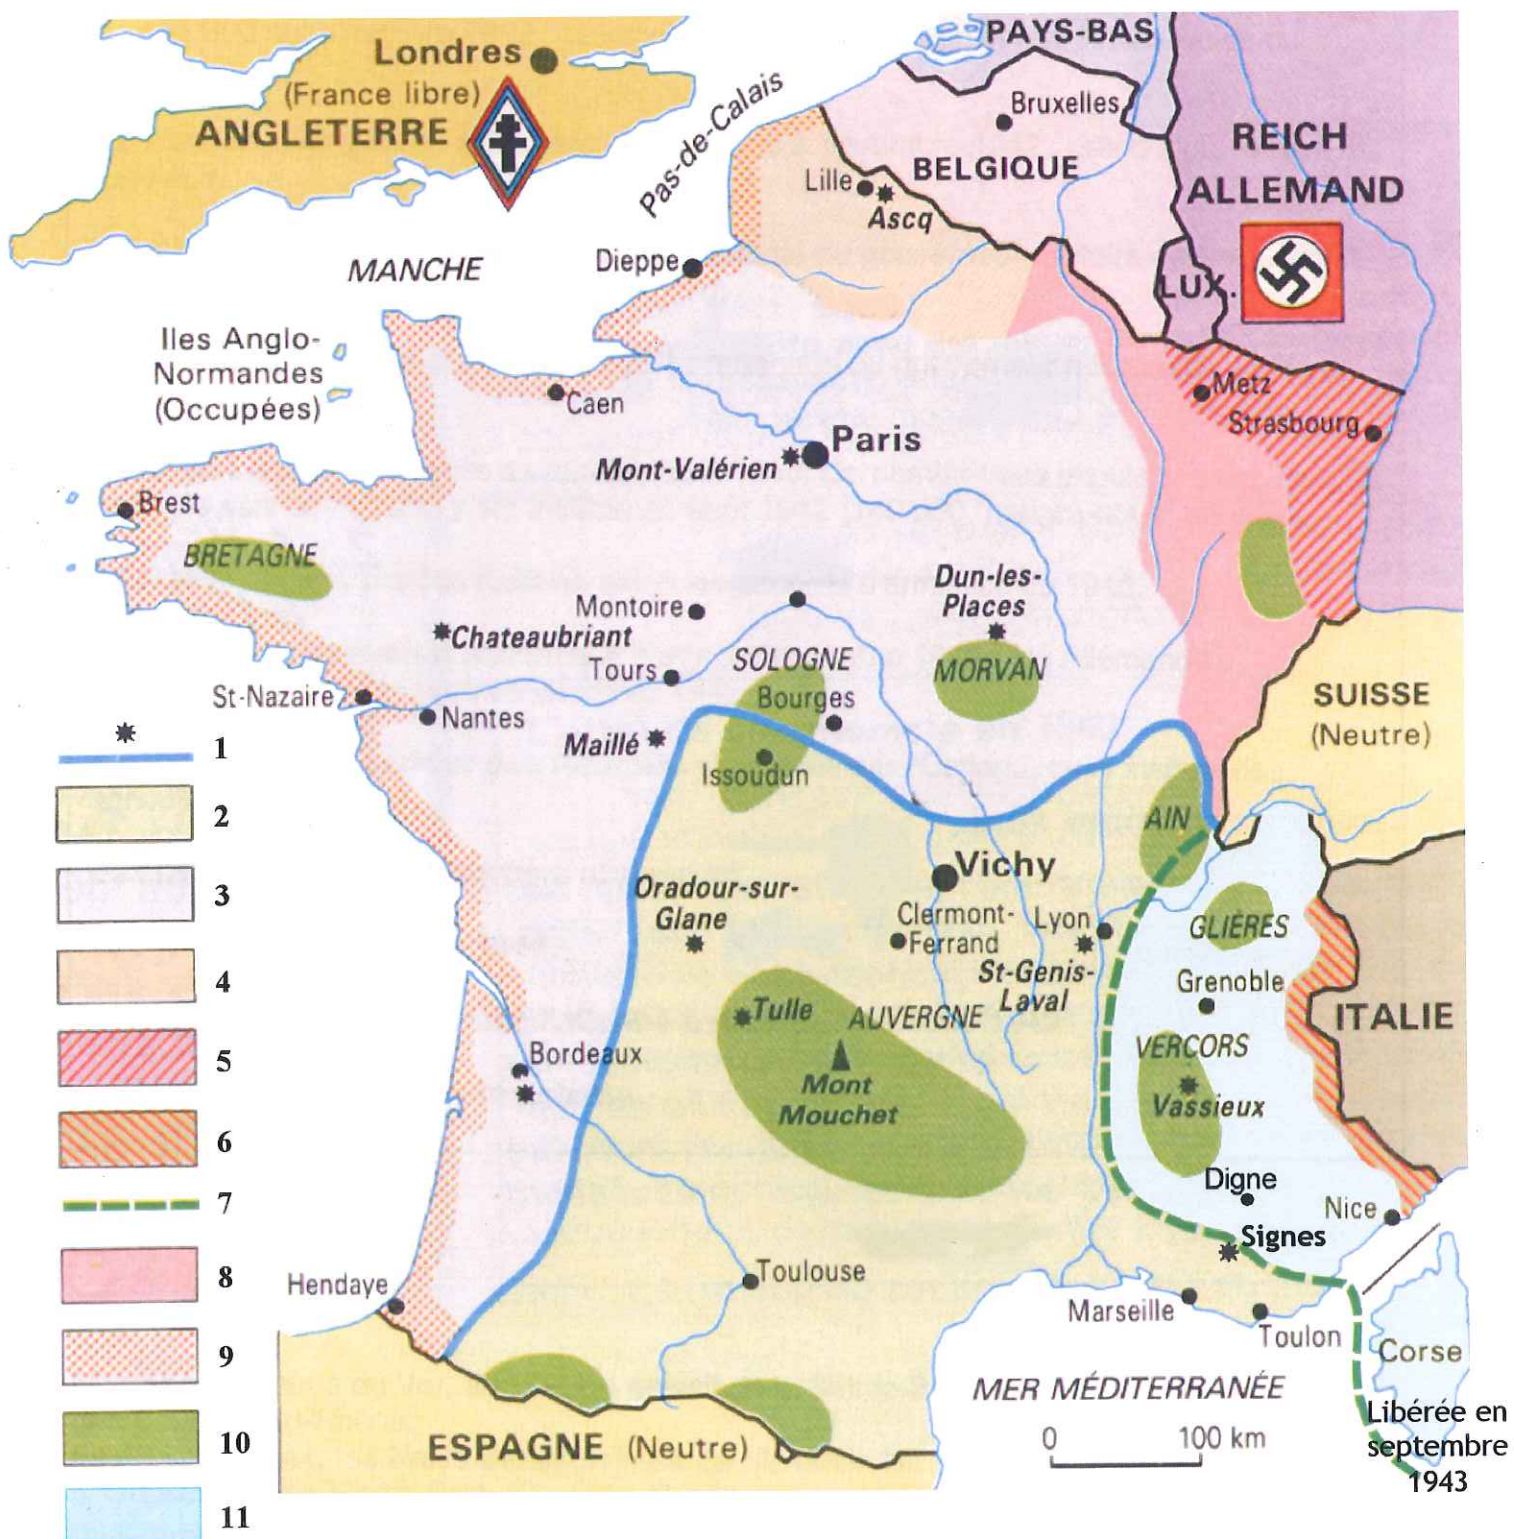 PAYS-BAS
Londres
(France libre)
ANGLETERRE
Pas-de-Calais
Bruxelles
REICH
ALLEMAND
BELGIQUE
Lille
Ascq
MANCHE
Dieppe
LUX.
Iles Anglo-
Normandes
(Occupées)
Caen
Metz
Strasbourg
Paris
Mont-Valérien
Brest
BRETAGNE
Dun-les-
Places
Montoire
Chateaubriant
SOLOGNE
MORVAN
Tours
St-Nazaire
Bourges
Nantes
SUISSE
(Neutre)
Maillé
Issoudun
AIN
Vichy
Oradour-sur-
Glane
Clermont-
Ferrand
Lyon
GLIÈRES
St-Genis-
Laval
Grenoble
Tulle
AUVERGNE
ITALIE
VERCORS
Bordeaux
Mont
Mouchet
Vassieux
Digne
Nice
Signes
Toulouse
Hendaye
Marseille
Toulon
Corse
MER MÉDITERRANÉE
Libérée en
septembre
1943
ESPAGNE (Neutre)
0 100 km
1
2
3
4
5
6
7
8
9
10
11